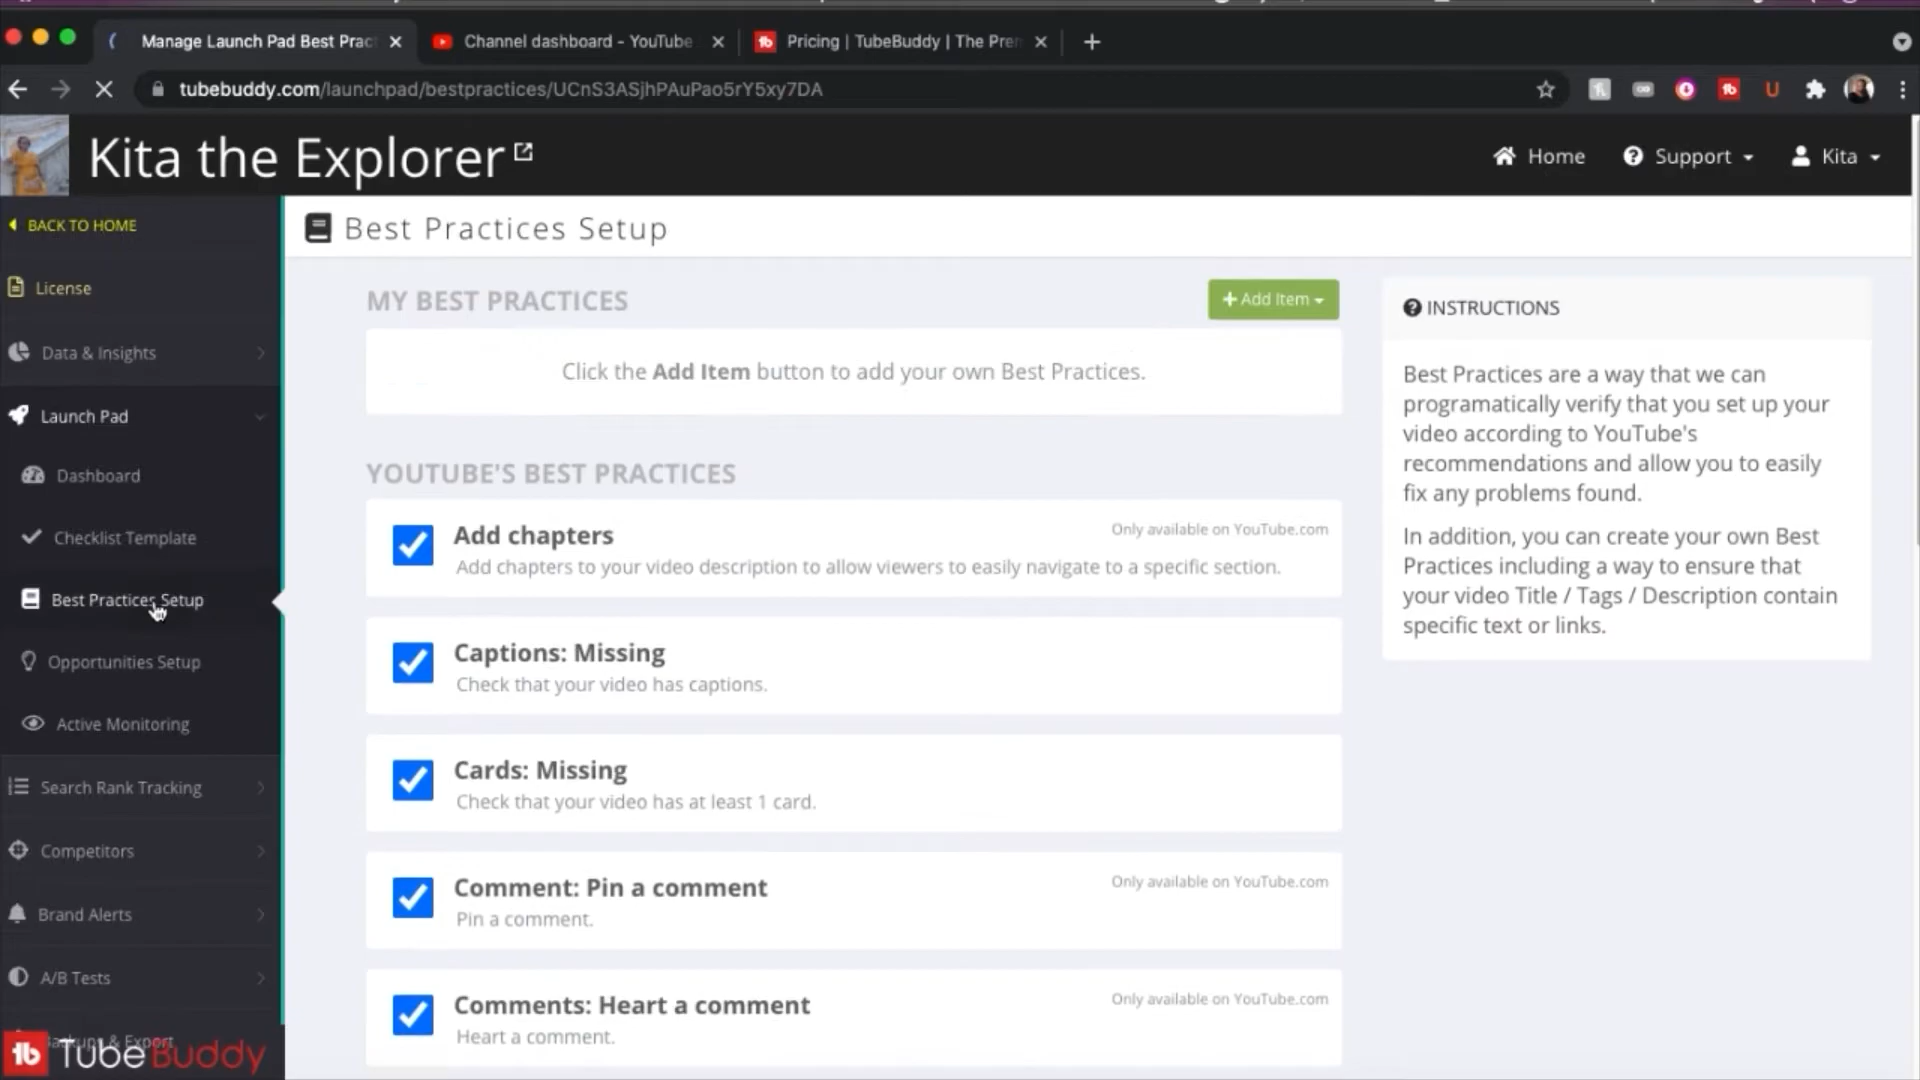 Manage Launch Pad Best Prac
Channel dashboard - YouTube
Pricing | TubeBuddy | The Pre
tubebuddy.com/launchpad/bestpractices/UCnS3ASjhPAuPao5rY5xy7DA
Kita the Explorer
Home
Support
Kita
BACK TO HOME
License
Data & Insights
Launch Pad
Dashboard
Checklist Template
Best Practices Setup
Opportunities Setup
Active Monitoring
Search Rank Tracking
Competitors
Brand Alerts
A/B Tests
Backups & Export
tb TubeBuddy
Best Practices Setup
MY BEST PRACTICES
+ Add Item
Click the Add Item button to add your own Best Practices.
YOUTUBE'S BEST PRACTICES
Add chapters
Only available on YouTube.com
Add chapters to your video description to allow viewers to easily navigate to a specific section.
Captions: Missing
Check that your video has captions.
Cards: Missing
Check that your video has at least 1 card.
Comment: Pin a comment
Only available on YouTube.com
Pin a comment.
Comments: Heart a comment
Only available on YouTube.com
Heart a comment.
INSTRUCTIONS
Best Practices are a way that we can
programatically verify that you set up your
video according to YouTube's
recommendations and allow you to easily
fix any problems found.
In addition, you can create your own Best
Practices including a way to ensure that
your video Title / Tags / Description contain
specific text or links.